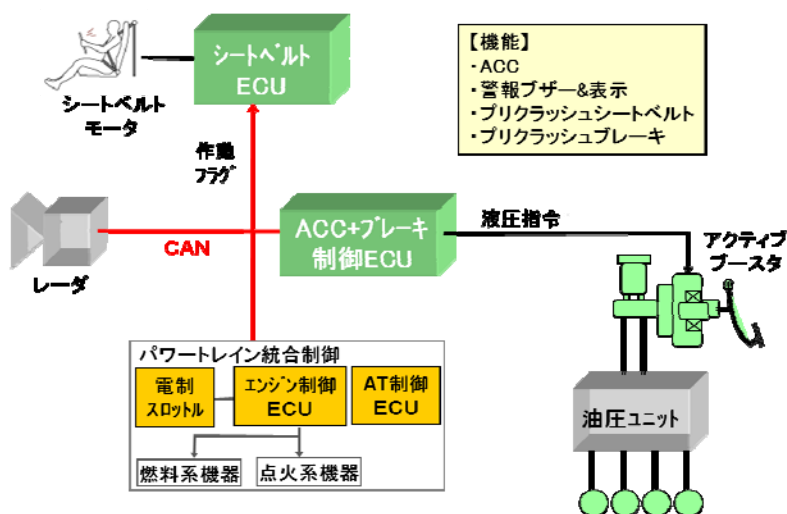 シートベルト
ECU
【機能】
・ACC
・警報ブザー&表示
・プリクラッシュシートベルト
・プリクラッシュブレーキ
シートベルト
モータ
作動
フラグ
ACC+ブレーキ
制御ECU
液圧指令
アクティブ
ブースタ
CAN
レーダ
パワートレイン統合制御
電制
スロットル
エンジン制御
ECU
AT制御
ECU
油圧ユニット
燃料系機器
点火系機器